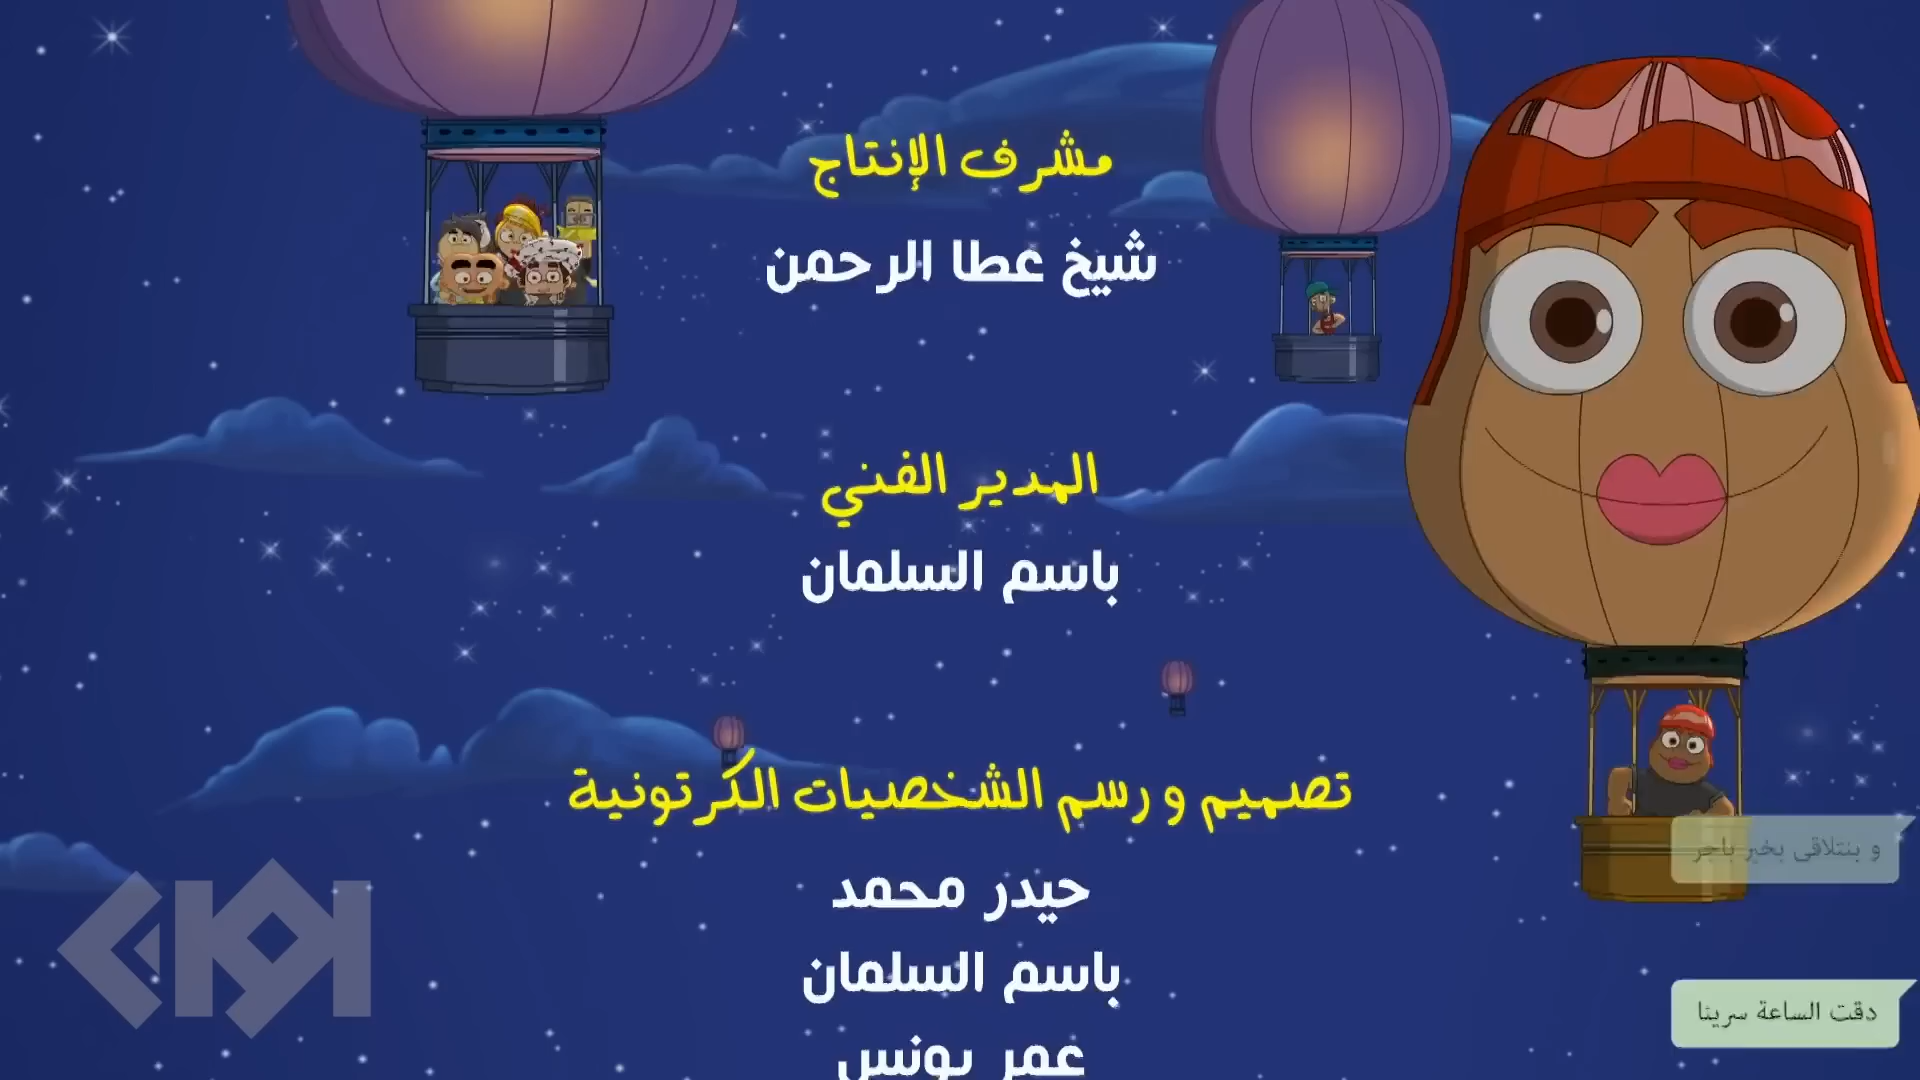 مشرف الإنتاج
شيخ عطا الرحمن
المدير الفني
باسم السلمان
تصميم و رسم الشخصيات الكرتونية
حيدر محمد
باسم السلمان
عمر يونس
و بنتلاقى بخير باجر
دقت الساعة سرينا